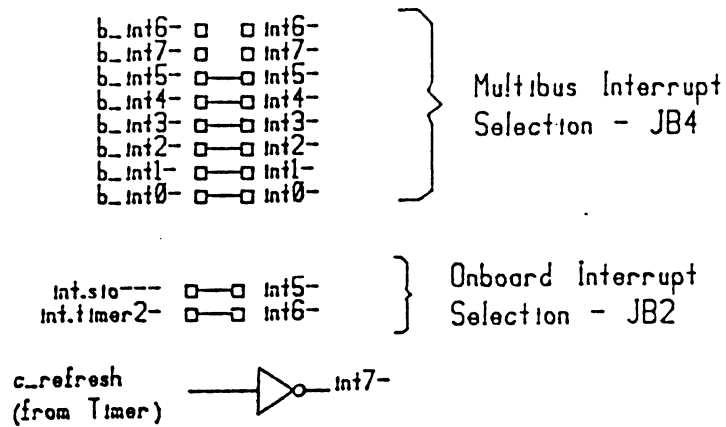 b_int6- int6-
b_int7- int7-
b_int5- int5-
b_int4- int4-
b_int3- int3-
b_int2- int2-
b_int1- int1-
b_int0- int0-
Multibus Interrupt
Selection - JB4
int.sio--- int5-
int.timer2- int6-
Onboard Interrupt
Selection - JB2
c_refresh
(from Timer)
int7-